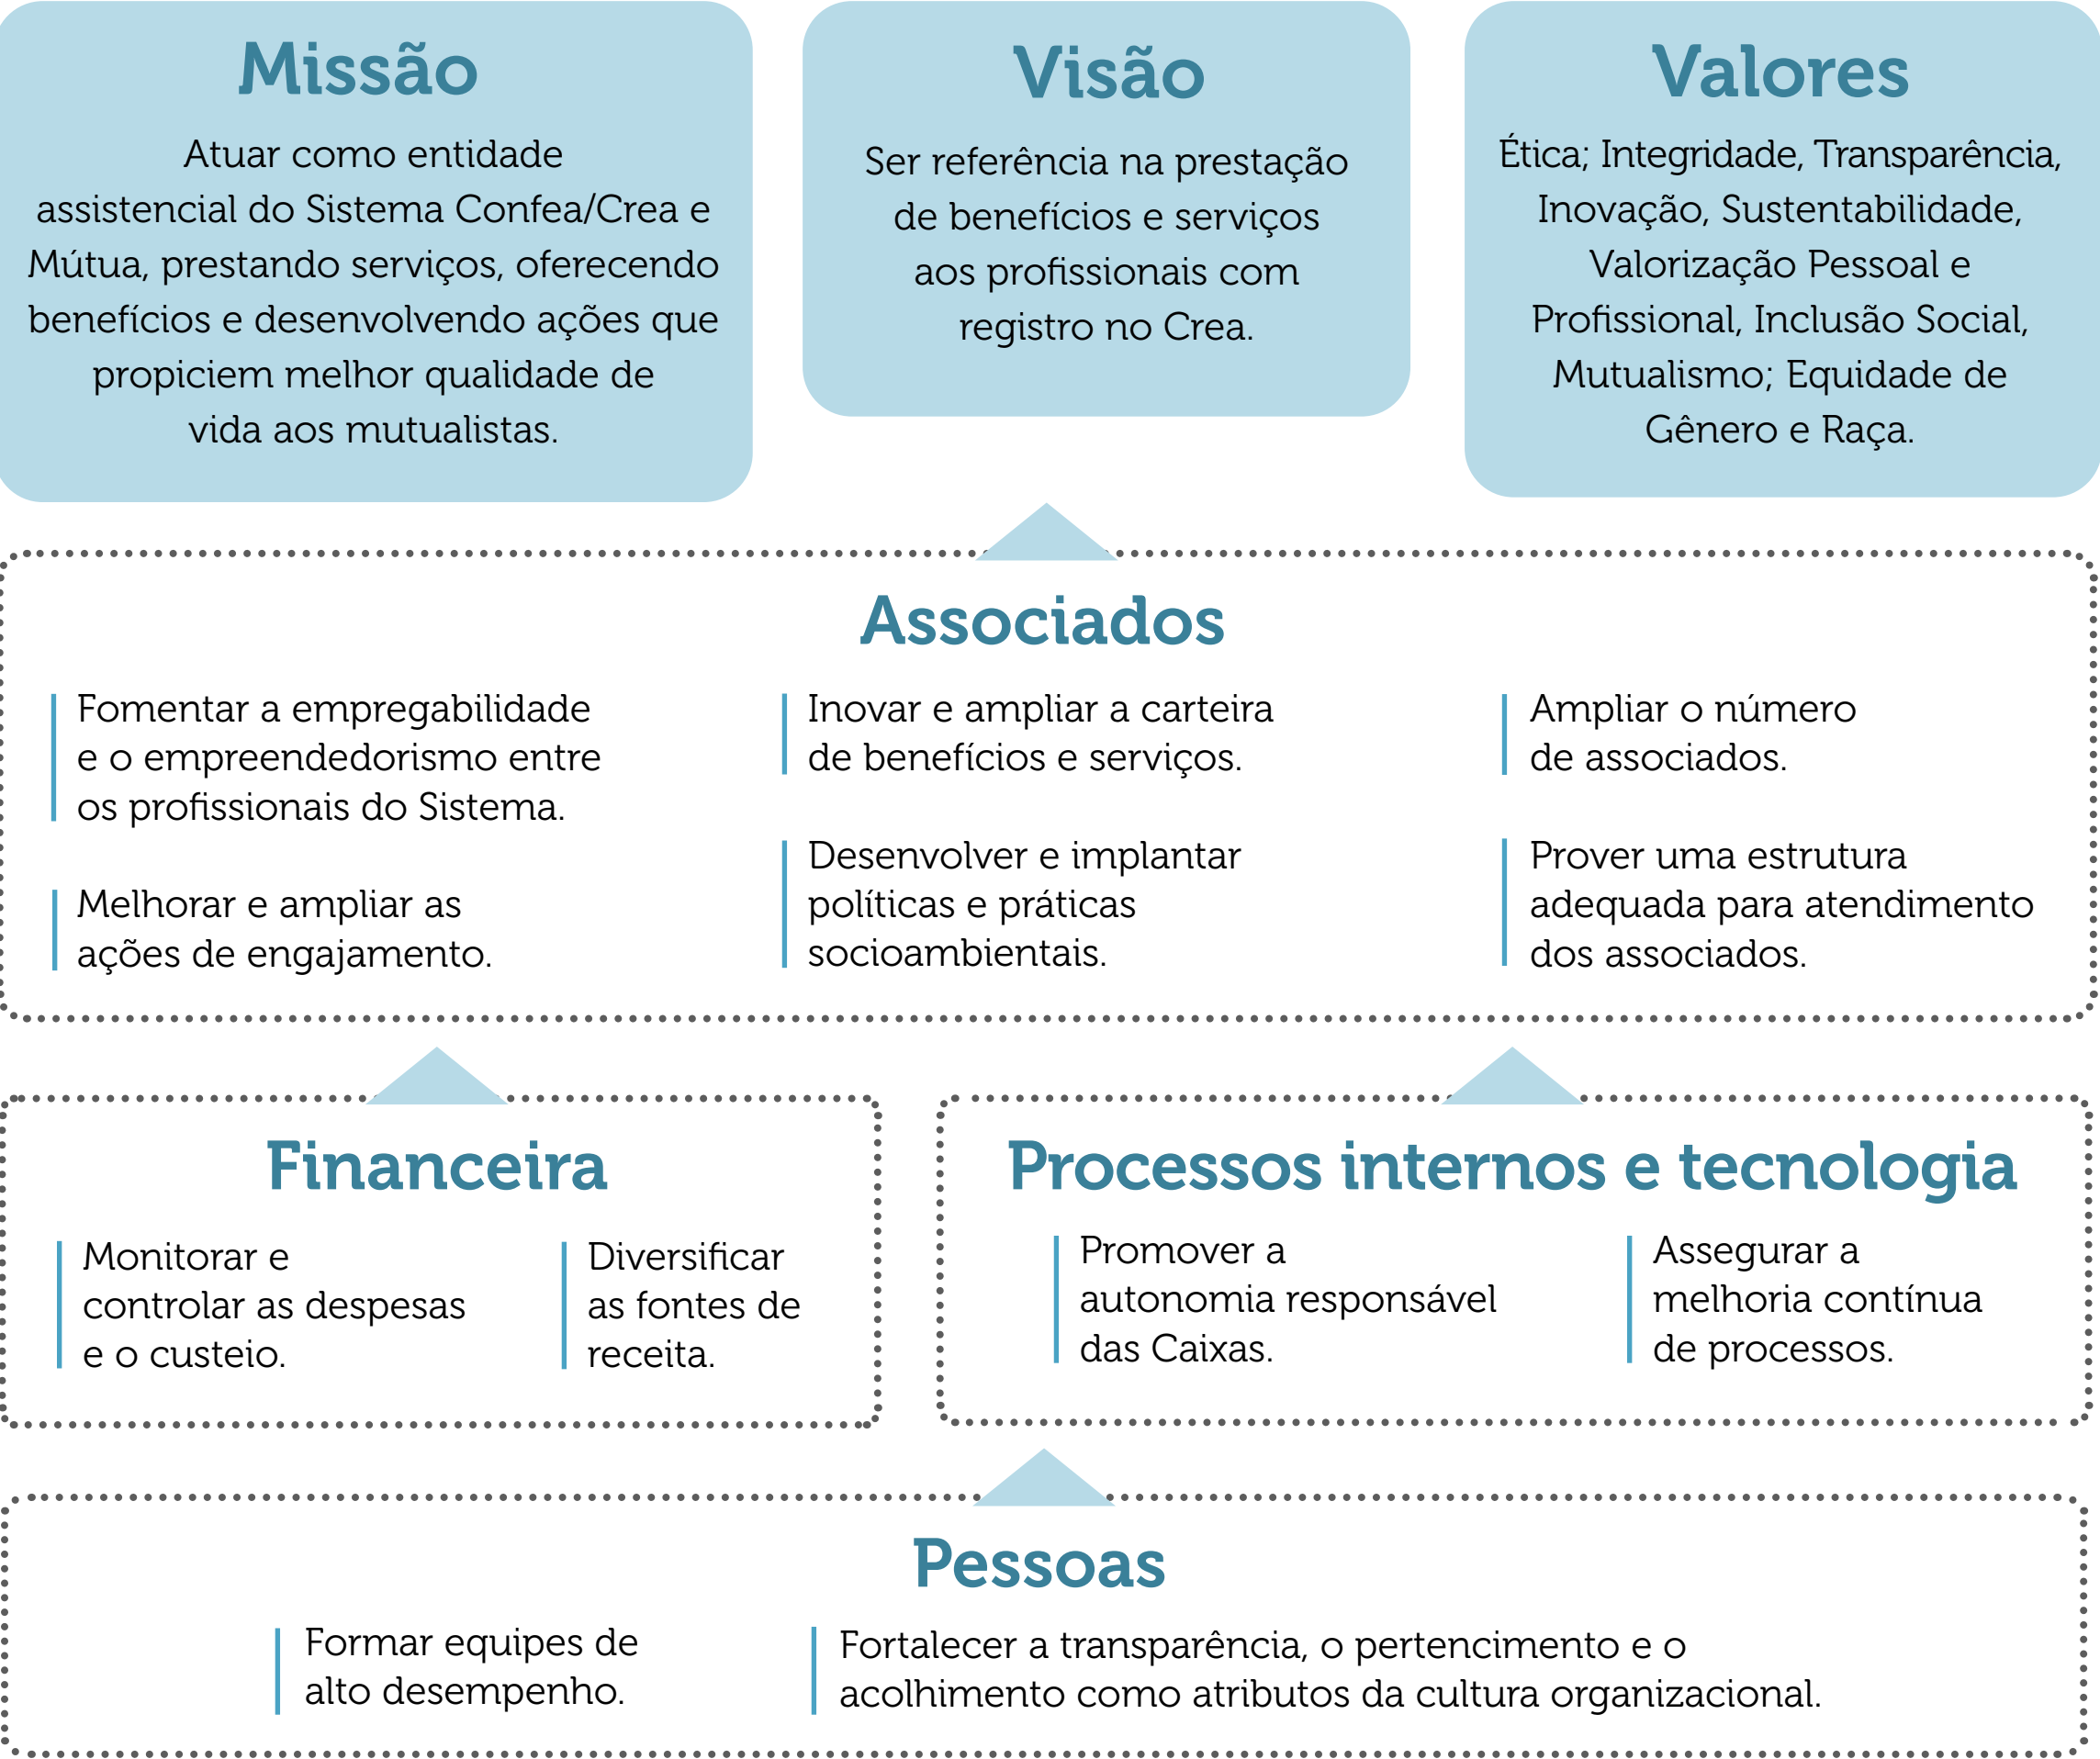 Missão
Atuar como entidade
assistencial do Sistema Confea/Crea e
Mútua, prestando serviços, oferecendo
benefícios e desenvolvendo ações que
propiciem melhor qualidade de
vida aos mutualistas.
Visão
Ser referência na prestação
de benefícios e serviços
aos profissionais com
registro no Crea.
Valores
Ética; Integridade, Transparência,
Inovação, Sustentabilidade,
Valorização Pessoal e
Profissional, Inclusão Social,
Mutualismo; Equidade de
Gênero e Raça.
Associados
Fomentar a empregabilidade
e o empreendedorismo entre
os profissionais do Sistema.
Melhorar e ampliar as
ações de engajamento.
Inovar e ampliar a carteira
de benefícios e serviços.
Desenvolver e implantar
políticas e práticas
socioambientais.
Ampliar o número
de associados.
Prover uma estrutura
adequada para atendimento
dos associados.
Financeira
Monitorar e
controlar as despesas
e o custeio.
Diversificar
as fontes de
receita.
Processos internos e tecnologia
Promover a
autonomia responsável
das Caixas.
Assegurar a
melhoria contínua
de processos.
Pessoas
Formar equipes de
alto desempenho.
Fortalecer a transparência, o pertencimento e o
acolhimento como atributos da cultura organizacional.